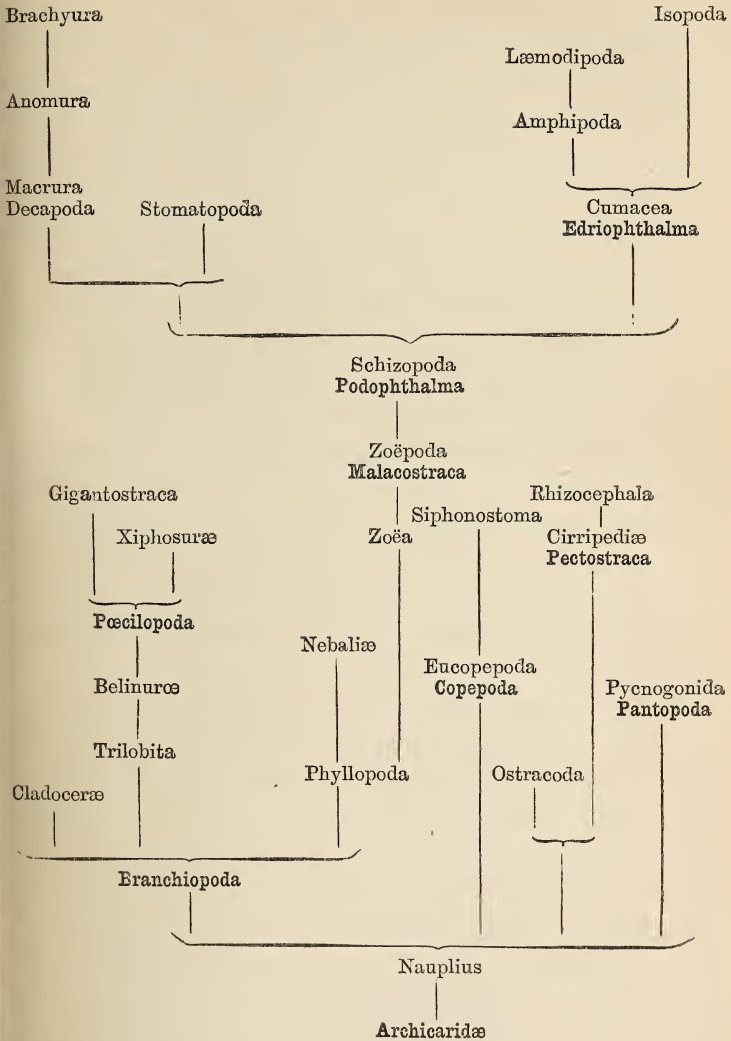 Brachyura
Isopoda
Læmodipoda
Anomura
Amphipoda
Macrura
Decapoda
Stomatopoda
Cumacea
Edriophthalma
Schizopoda
Podophthalma
Zoëpoda
Malacostraca
Gigantostraca
Rhizocephala
Siphonostoma
Xiphosuræ
Zoëa
Cirripediæ
Pectostraca
Pœcilopoda
Nebaliæ
Eucopepoda
Copepoda
Belinurœ
Pycnogonida
Pantopoda
Trilobita
Phyllopoda
Ostracoda
Cladoceræ
Branchiopoda
Nauplius
Archicaridæ